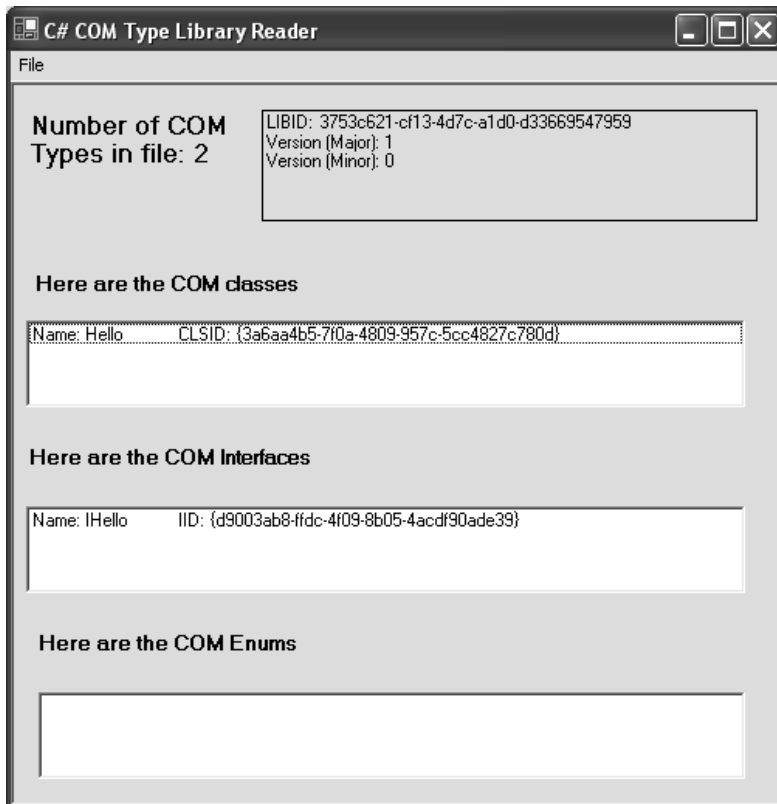 C# COM Type Library Reader
File
Number of COM
Types in file: 2
LIBID: 3753c621-cf13-4d7c-a1d0-d33669547959
Version (Major): 1
Version (Minor): 0
Here are the COM classes
Name: Hello CLSID: {3a6aa4b5-7f0a-4809-957c-5cc4827c780d}
Here are the COM Interfaces
Name: IHello IID: {d9003ab8-ffdc-4f09-8b05-4acdf90ade39}
Here are the COM Enums